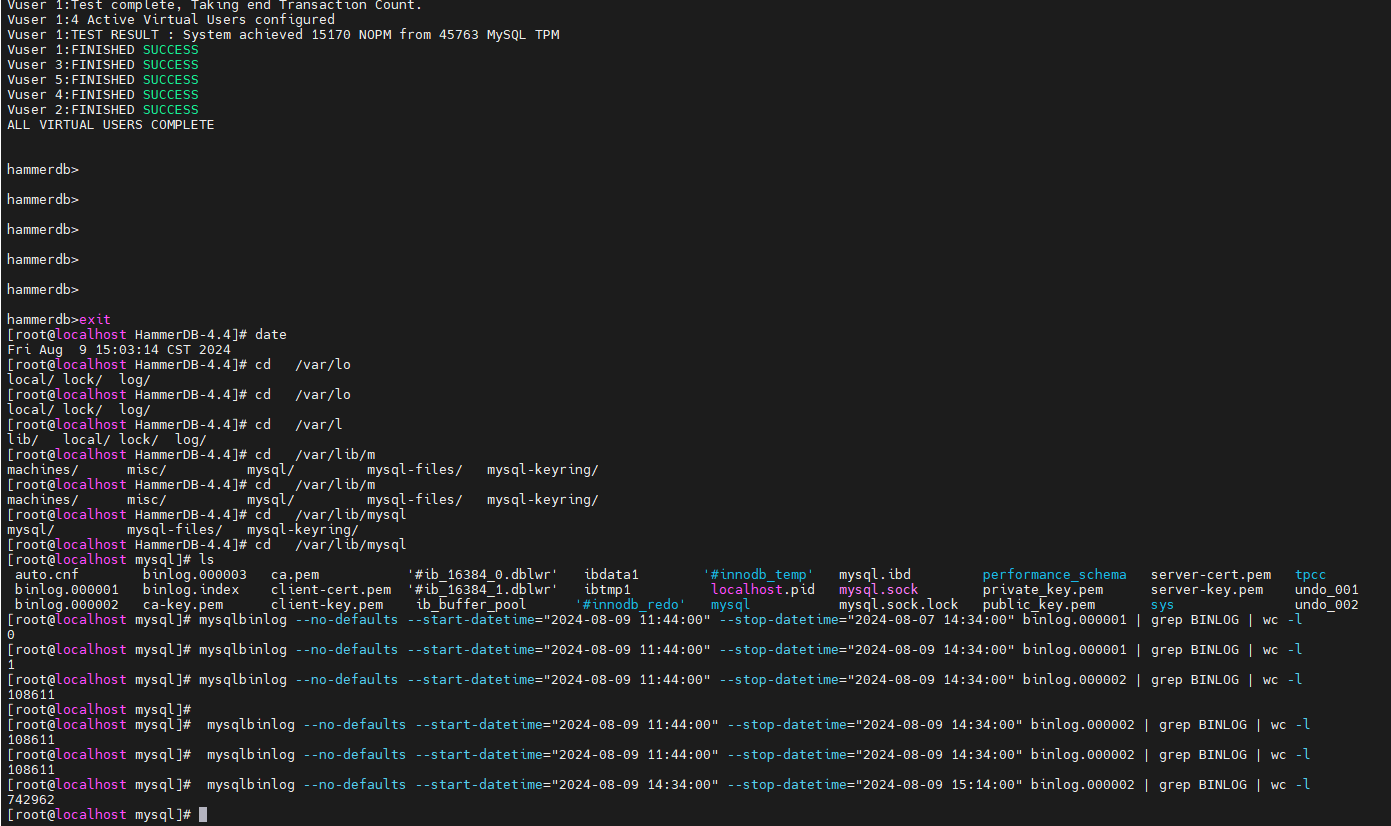 Vuser 1:Test complete, Taking end Transaction Count.
Vuser 1:4 Active Virtual Users configured
Vuser 1:TEST RESULT : System achieved 15170 NOPM from 45763 MySQL TPM
Vuser 1:FINISHED SUCCESS
Vuser 3:FINISHED SUCCESS
Vuser 5:FINISHED SUCCESS
Vuser 4:FINISHED SUCCESS
Vuser 2:FINISHED SUCCESS
ALL VIRTUAL USERS COMPLETE
hammerdb>
hammerdb>
hammerdb>
hammerdb>
hammerdb>
hammerdb>exit
[root@localhost HammerDB-4.4]# date
Fri Aug  9 15:03:14 CST 2024
[root@localhost HammerDB-4.4]# cd   /var/lo
local/ lock/  log/
[root@localhost HammerDB-4.4]# cd   /var/lo
local/ lock/  log/
[root@localhost HammerDB-4.4]# cd   /var/l
lib/   local/ lock/  log/
[root@localhost HammerDB-4.4]# cd   /var/lib/m
machines/      misc/          mysql/         mysql-files/   mysql-keyring/
[root@localhost HammerDB-4.4]# cd   /var/lib/m
machines/      misc/          mysql/         mysql-files/   mysql-keyring/
[root@localhost HammerDB-4.4]# cd   /var/lib/mysql
mysql/         mysql-files/   mysql-keyring/
[root@localhost HammerDB-4.4]# cd   /var/lib/mysql
[root@localhost mysql]# ls
 auto.cnf        binlog.000003   ca.pem           '#ib_16384_0.dblwr'   ibdata1        '#innodb_temp'   mysql.ibd         performance_schema   server-cert.pem   tpcc
 binlog.000001   binlog.index    client-cert.pem  '#ib_16384_1.dblwr'   ibtmp1          localhost.pid   mysql.sock        private_key.pem      server-key.pem    undo_001
 binlog.000002   ca-key.pem      client-key.pem    ib_buffer_pool      '#innodb_redo'   mysql           mysql.sock.lock   public_key.pem       sys               undo_002
[root@localhost mysql]# mysqlbinlog --no-defaults --start-datetime="2024-08-09 11:44:00" --stop-datetime="2024-08-07 14:34:00" binlog.000001 | grep BINLOG | wc -l
0
[root@localhost mysql]# mysqlbinlog --no-defaults --start-datetime="2024-08-09 11:44:00" --stop-datetime="2024-08-09 14:34:00" binlog.000001 | grep BINLOG | wc -l
1
[root@localhost mysql]# mysqlbinlog --no-defaults --start-datetime="2024-08-09 11:44:00" --stop-datetime="2024-08-09 14:34:00" binlog.000002 | grep BINLOG | wc -l
108611
[root@localhost mysql]#
[root@localhost mysql]#  mysqlbinlog --no-defaults --start-datetime="2024-08-09 11:44:00" --stop-datetime="2024-08-09 14:34:00" binlog.000002 | grep BINLOG | wc -l
108611
[root@localhost mysql]#  mysqlbinlog --no-defaults --start-datetime="2024-08-09 11:44:00" --stop-datetime="2024-08-09 14:34:00" binlog.000002 | grep BINLOG | wc -l
108611
[root@localhost mysql]#  mysqlbinlog --no-defaults --start-datetime="2024-08-09 14:34:00" --stop-datetime="2024-08-09 15:14:00" binlog.000002 | grep BINLOG | wc -l
742962
[root@localhost mysql]#